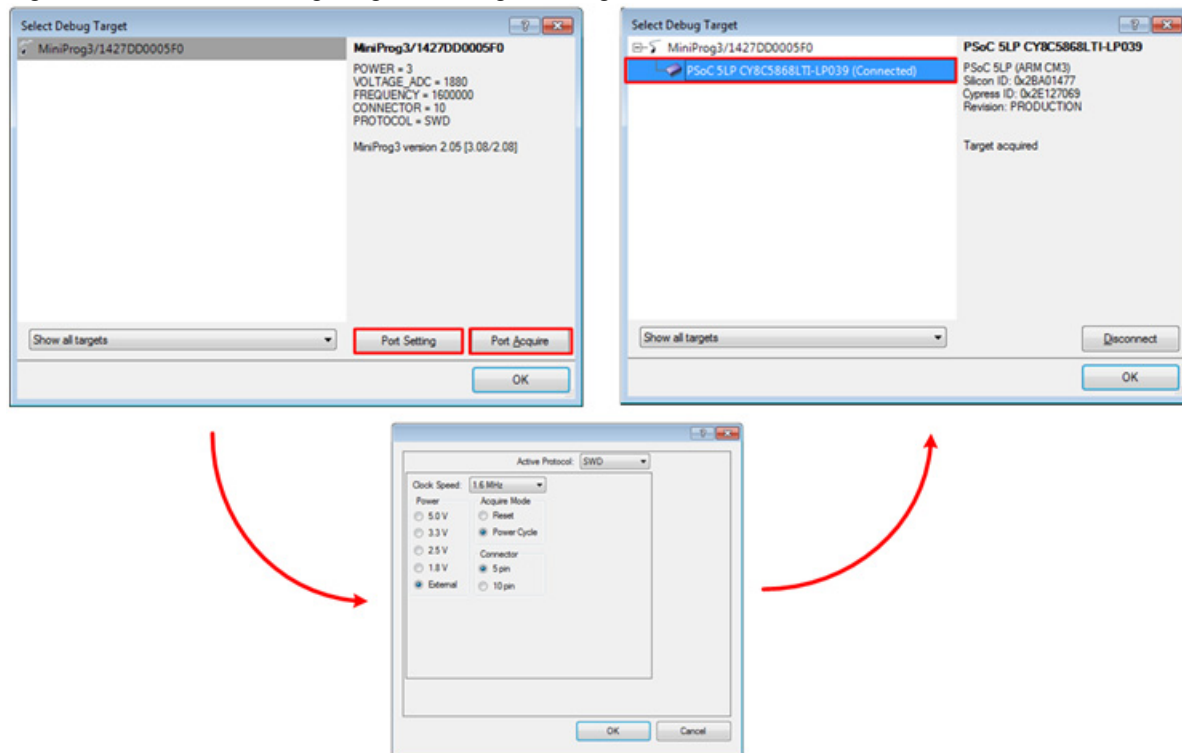 Select Debug Target
MiniProg3/1427DD0005F0
MiniProg3/1427DD0005F0
POWER = 3
VOLTAGE_ADC = 1880
FREQUENCY = 1600000
CONNECTOR = 10
PROTOCOL = SWD
MiniProg3 version 2.05 [3.08/2.08]
Show all targets
Port Setting
Port Acquire
OK
Select Debug Target
MiniProg3/1427DD0005F0
PSoC 5LP CY8C5868LTI-LP039 (Connected)
PSoC 5LP CY8C5868LTI-LP039
PSoC 5LP (ARM CM3)
Silicon ID: 0x2BA01477
Cypress ID: 0x2E127069
Revision: PRODUCTION
Target acquired
Show all targets
Disconnect
OK
Active Protocol: SWD
Clock Speed: 1.6 MHz
Power
5.0 V
3.3 V
2.5 V
1.8 V
External
Acquire Mode
Reset
Power Cycle
Connector
5 pin
10 pin
OK
Cancel